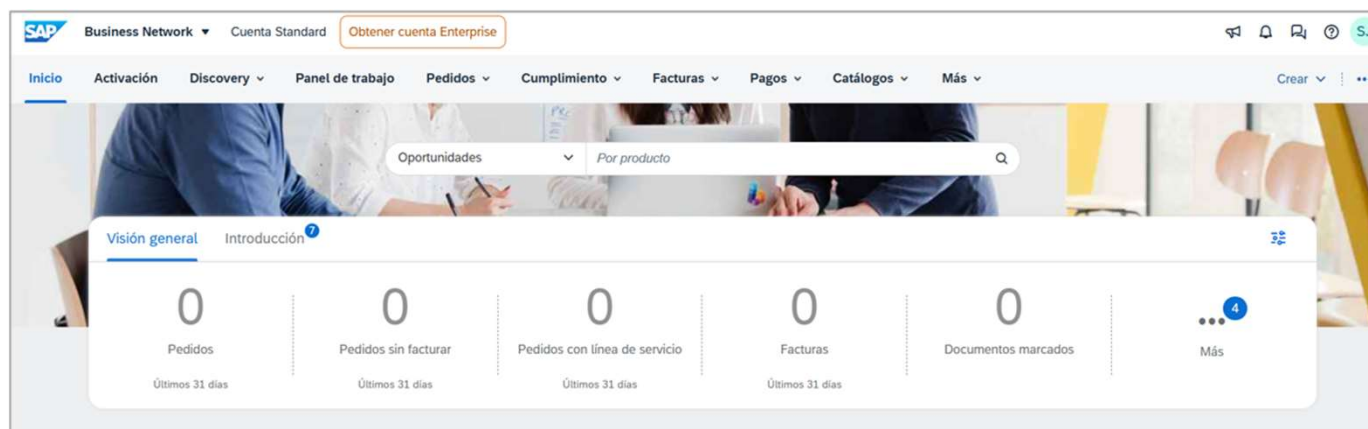 SAP Business Network Cuenta Standard Obtener cuenta Enterprise
Inicio Activación Discovery Panel de trabajo Pedidos Cumplimiento Facturas Pagos Catálogos Más Crear
Oportunidades Por producto
Visión general Introducción 7
0 0 0 0 0 ... 4
Pedidos Pedidos sin facturar Pedidos con línea de servicio Facturas Documentos marcados Más
Últimos 31 días Últimos 31 días Últimos 31 días Últimos 31 días